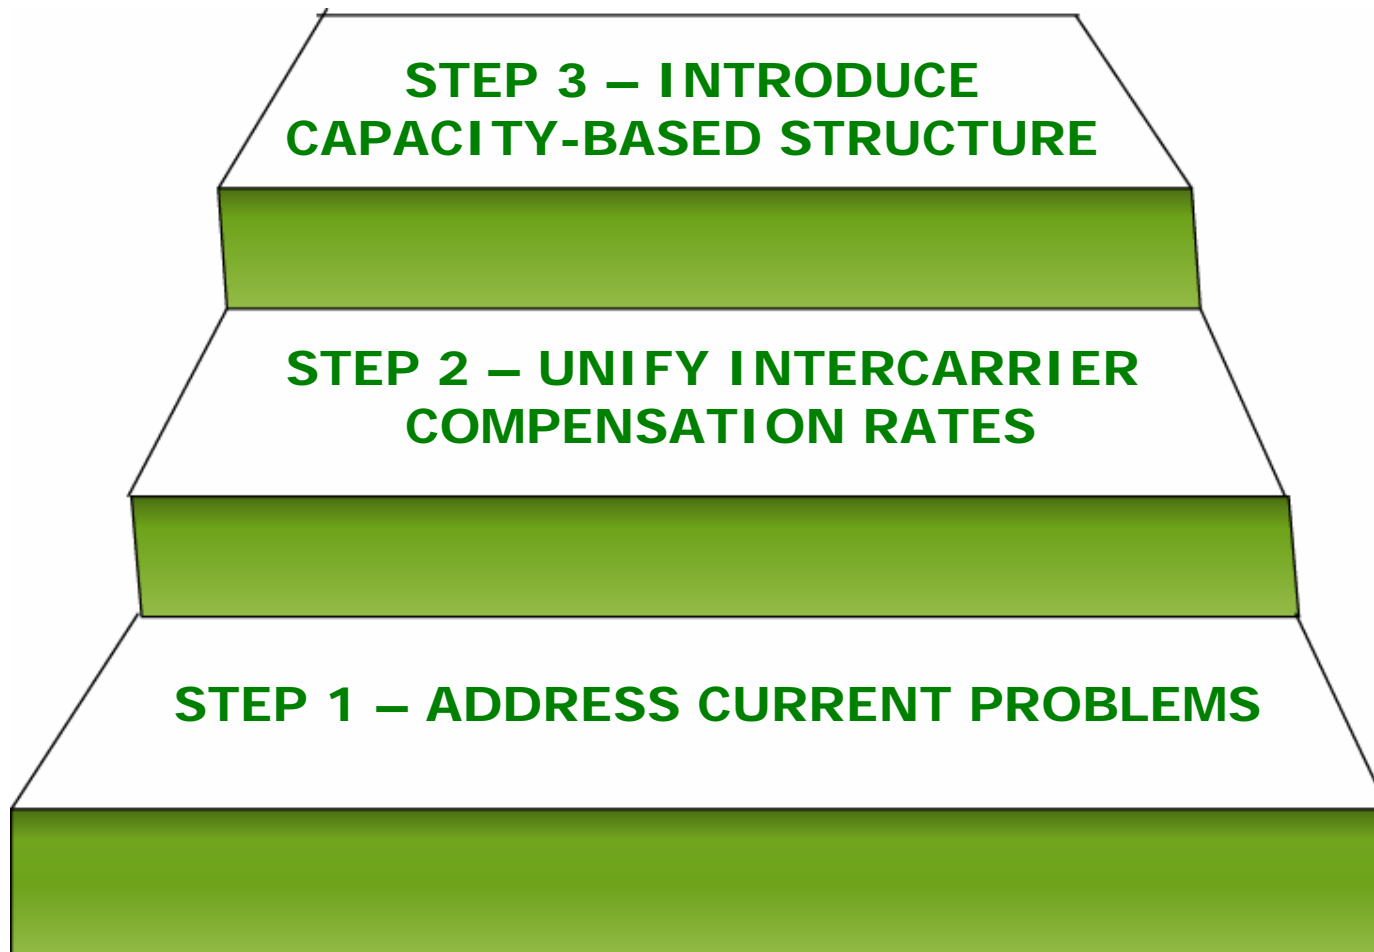 STEP 3 – INTRODUCE
CAPACITY-BASED STRUCTURE
STEP 2 – UNIFY INTERCARRIER
COMPENSATION RATES
STEP 1 – ADDRESS CURRENT PROBLEMS